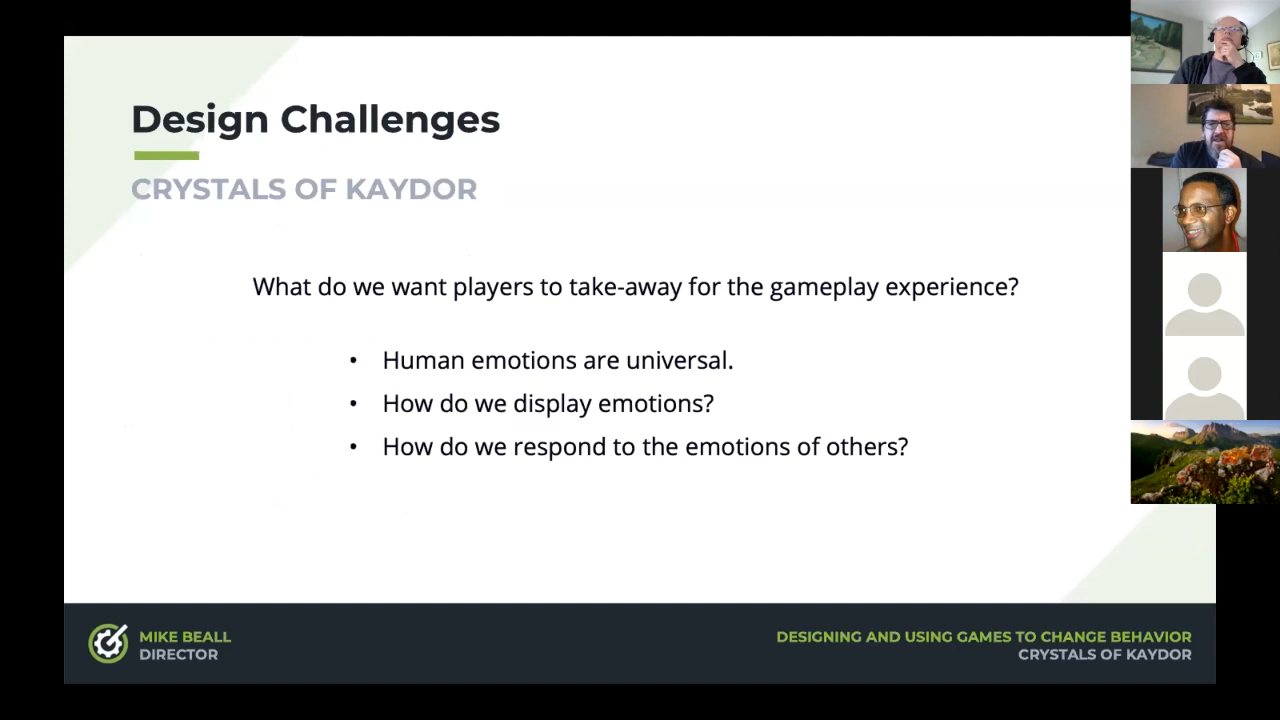 Design Challenges
CRYSTALS OF KAYDOR
What do we want players to take-away for the gameplay experience?
• Human emotions are universal.
• How do we display emotions?
• How do we respond to the emotions of others?
MIKE BEALL
DIRECTOR
DESIGNING AND USING GAMES TO CHANGE BEHAVIOR
CRYSTALS OF KAYDOR